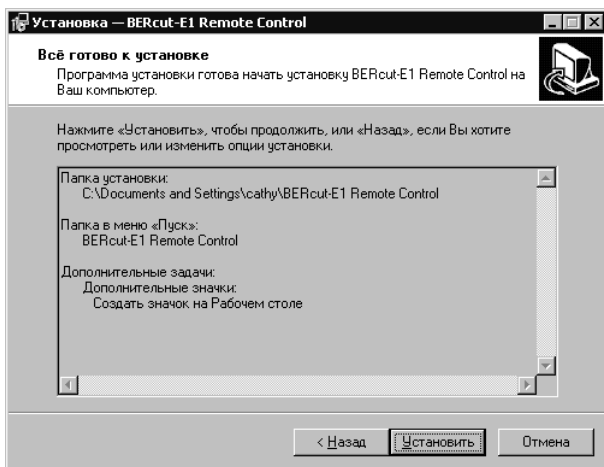 Установка — BERcut-E1 Remote Control
Всё готово к установке
Программа установки готова начать установку BERcut-E1 Remote Control на
Ваш компьютер.
Нажмите «Установить», чтобы продолжить, или «Назад», если Вы хотите
просмотреть или изменить опции установки.
Папка установки:
C:\Documents and Settings\cathy\BERcut-E1 Remote Control
Папка в меню «Пуск»:
BERcut-E1 Remote Control
Дополнительные задачи:
Дополнительные значки:
Создать значок на Рабочем столе
< Назад
Установить
Отмена